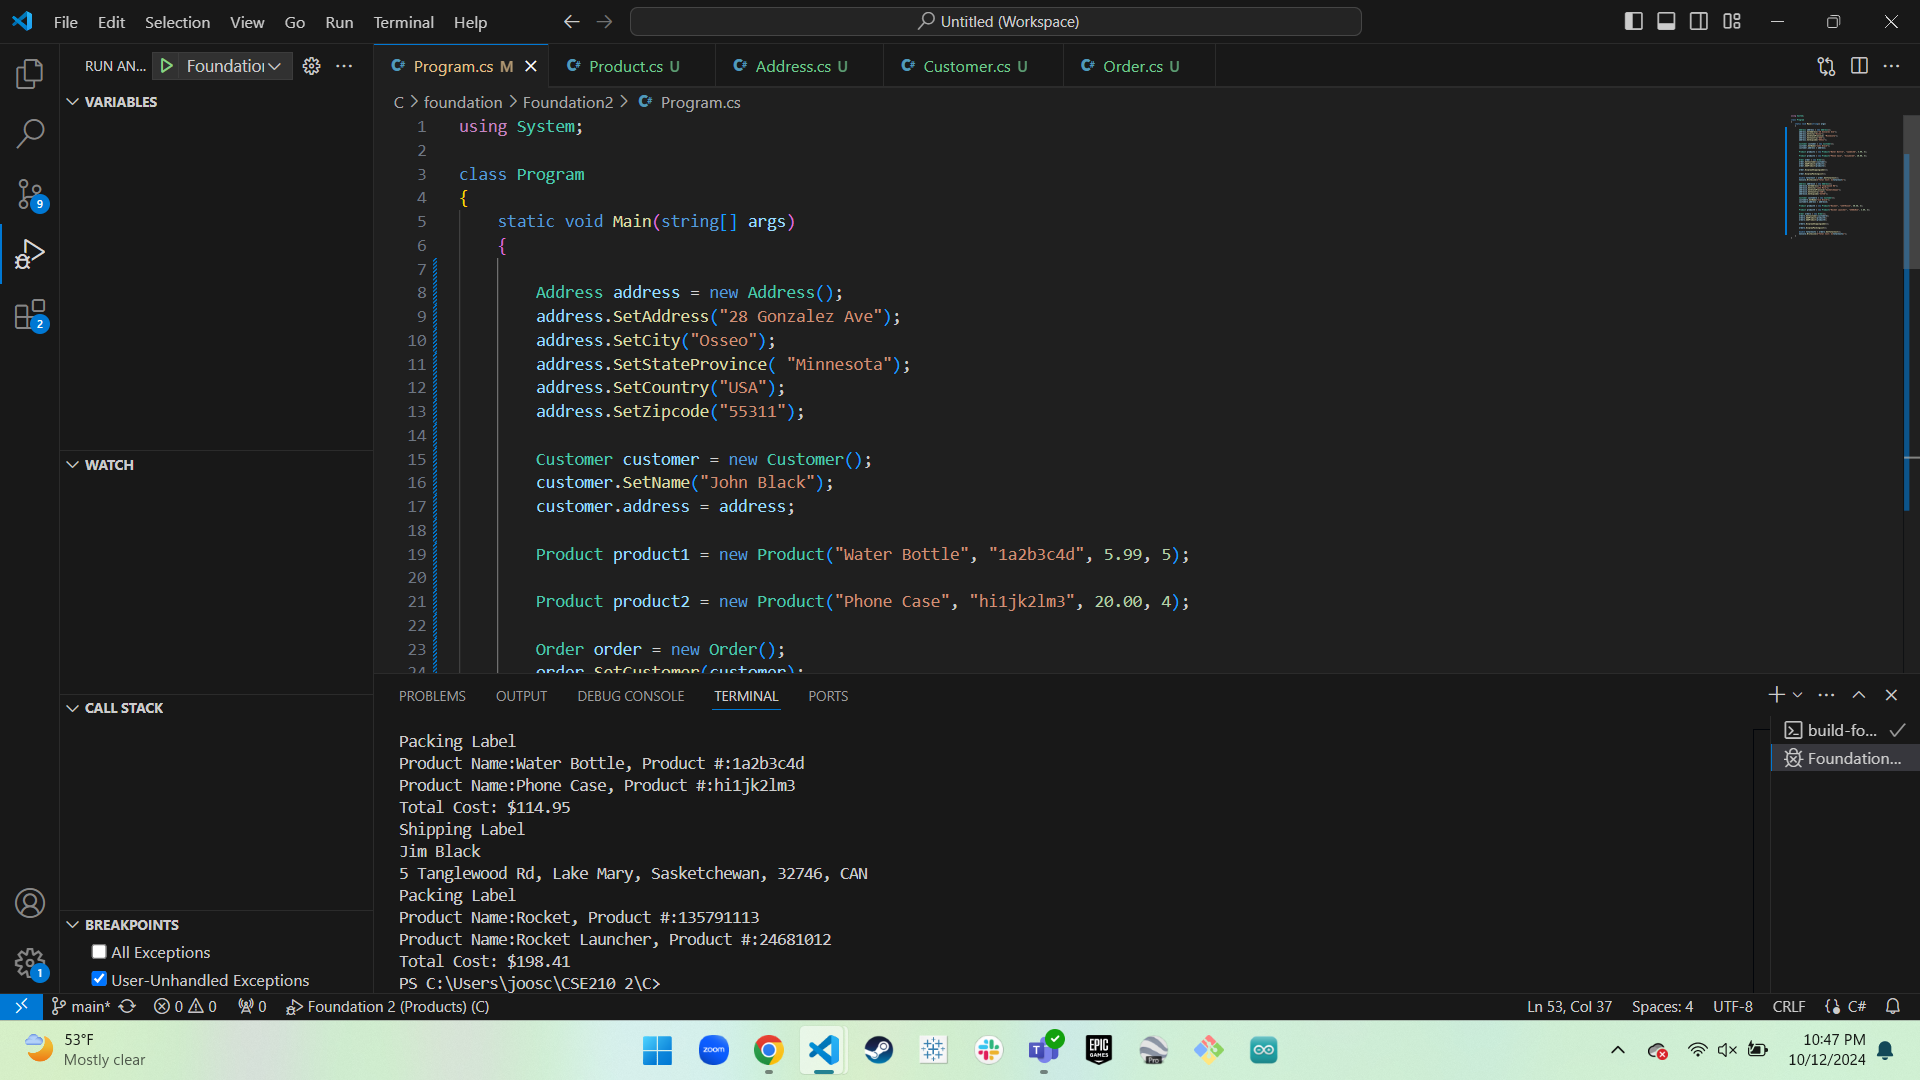 File Edit Selection View Go Run Terminal Help
Untitled (Workspace)
RUN AN... Foundation
Program.cs M
Product.cs U
Address.cs U
Customer.cs U
Order.cs U
C > foundation > Foundation2 > Program.cs
VARIABLES
WATCH
CALL STACK
BREAKPOINTS
All Exceptions
User-Unhandled Exceptions
9
2
1
1 using System;
2
3 class Program
4 {
5 static void Main(string[] args)
6 {
7
8 Address address = new Address();
9 address.SetAddress("28 Gonzalez Ave");
10 address.SetCity("Osseo");
11 address.SetStateProvince( "Minnesota");
12 address.SetCountry("USA");
13 address.SetZipcode("55311");
14
15 Customer customer = new Customer();
16 customer.SetName("John Black");
17 customer.address = address;
18
19 Product product1 = new Product("Water Bottle", "1a2b3c4d", 5.99, 5);
20
21 Product product2 = new Product("Phone Case", "hi1jk2lm3", 20.00, 4);
22
23 Order order = new Order();
24 order.SetCustomer(customer);
PROBLEMS OUTPUT DEBUG CONSOLE TERMINAL PORTS
Packing Label
Product Name:Water Bottle, Product #:1a2b3c4d
Product Name:Phone Case, Product #:hi1jk2lm3
Total Cost: $114.95
Shipping Label
Jim Black
5 Tanglewood Rd, Lake Mary, Sasketchewan, 32746, CAN
Packing Label
Product Name:Rocket, Product #:135791113
Product Name:Rocket Launcher, Product #:24681012
Total Cost: $198.41
PS C:\Users\joosc\CSE210 2\C>
build-fo...
Foundation...
main* 0 0 0 Foundation 2 (Products) (C)
Ln 53, Col 37 Spaces: 4 UTF-8 CRLF C#
53°F
Mostly clear
zoom
EPIC GAMES
Pro
10:47 PM
10/12/2024